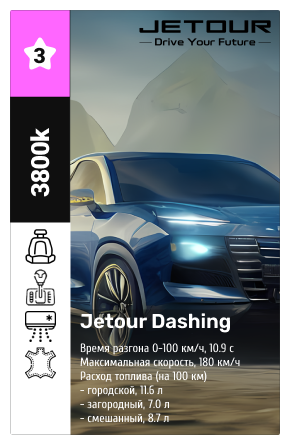 JETOUR
Drive Your Future
3
3800k
Jetour Dashing
Время разгона 0-100 км/ч, 10.9 с
Максимальная скорость, 180 км/ч
Расход топлива (на 100 км)
- городской, 11.6 л
- загородный, 7.0 л
- смешанный, 8.7 л